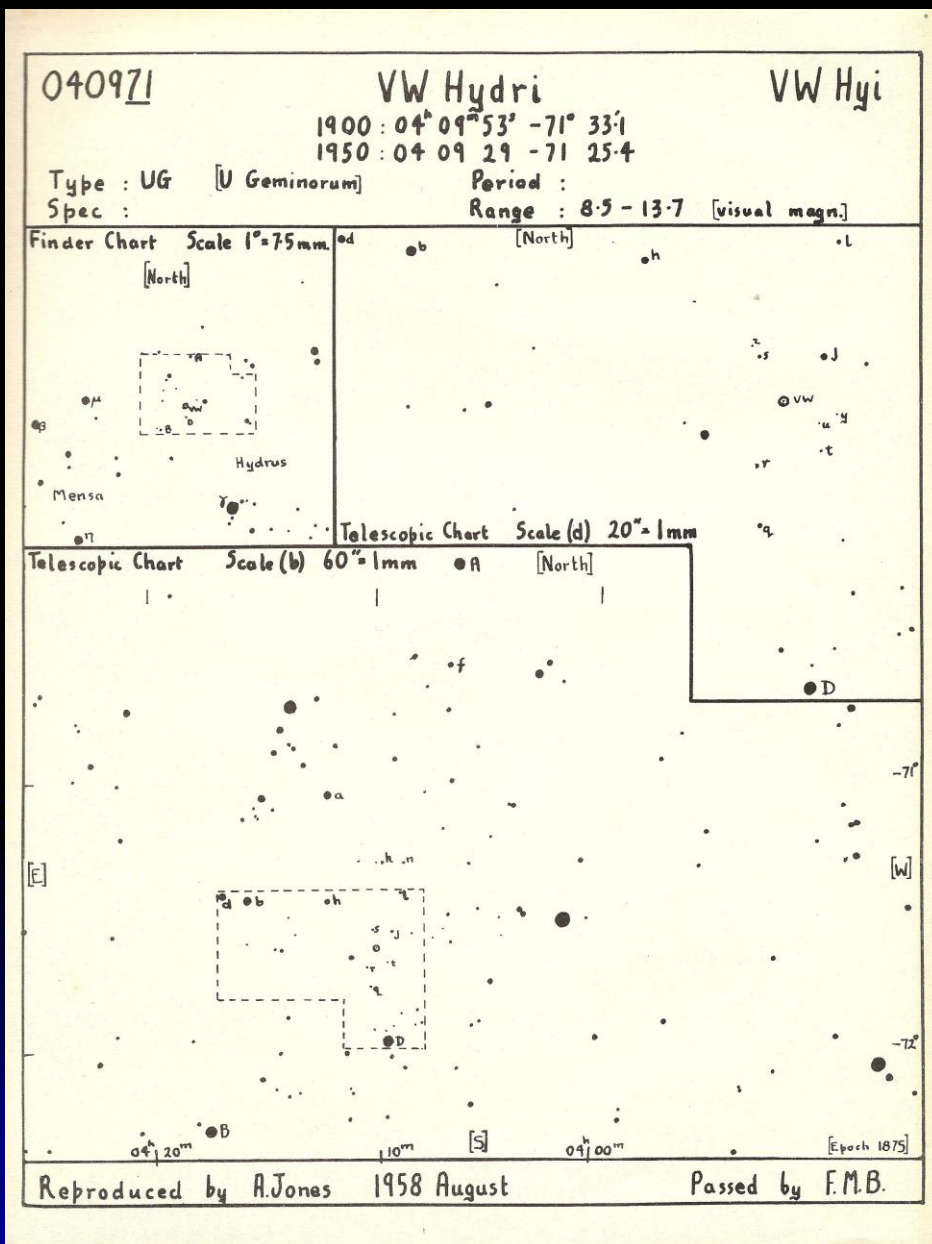 040971 VW Hydri VW Hyi
1900 : 04ʰ 09ᵐ 53ˢ -71° 33'.1
1950 : 04 09 29 -71 25.4
Type : UG [U Geminorum] Period :
Spec : Range : 8.5 - 13.7 [visual magn.]
Finder Chart Scale 1° = 7.5 mm.
[North]
A
VW
D
B
a
μ
β
Hydrus
Mensa
γ
η
d b [North] h l
z
s j
VW
u y
t
r
q
Telescopic Chart Scale (d) 20" = 1mm
D
Telescopic Chart Scale (b) 60" = 1mm A [North]
f
-71°
a
k n
[E] [W]
d b h l
s j
r t
q
D
-72°
B
04ʰ 20ᵐ 10ᵐ [S] 04ʰ 00ᵐ [Epoch 1875]
Reproduced by A.Jones 1958 August Passed by F.M.B.